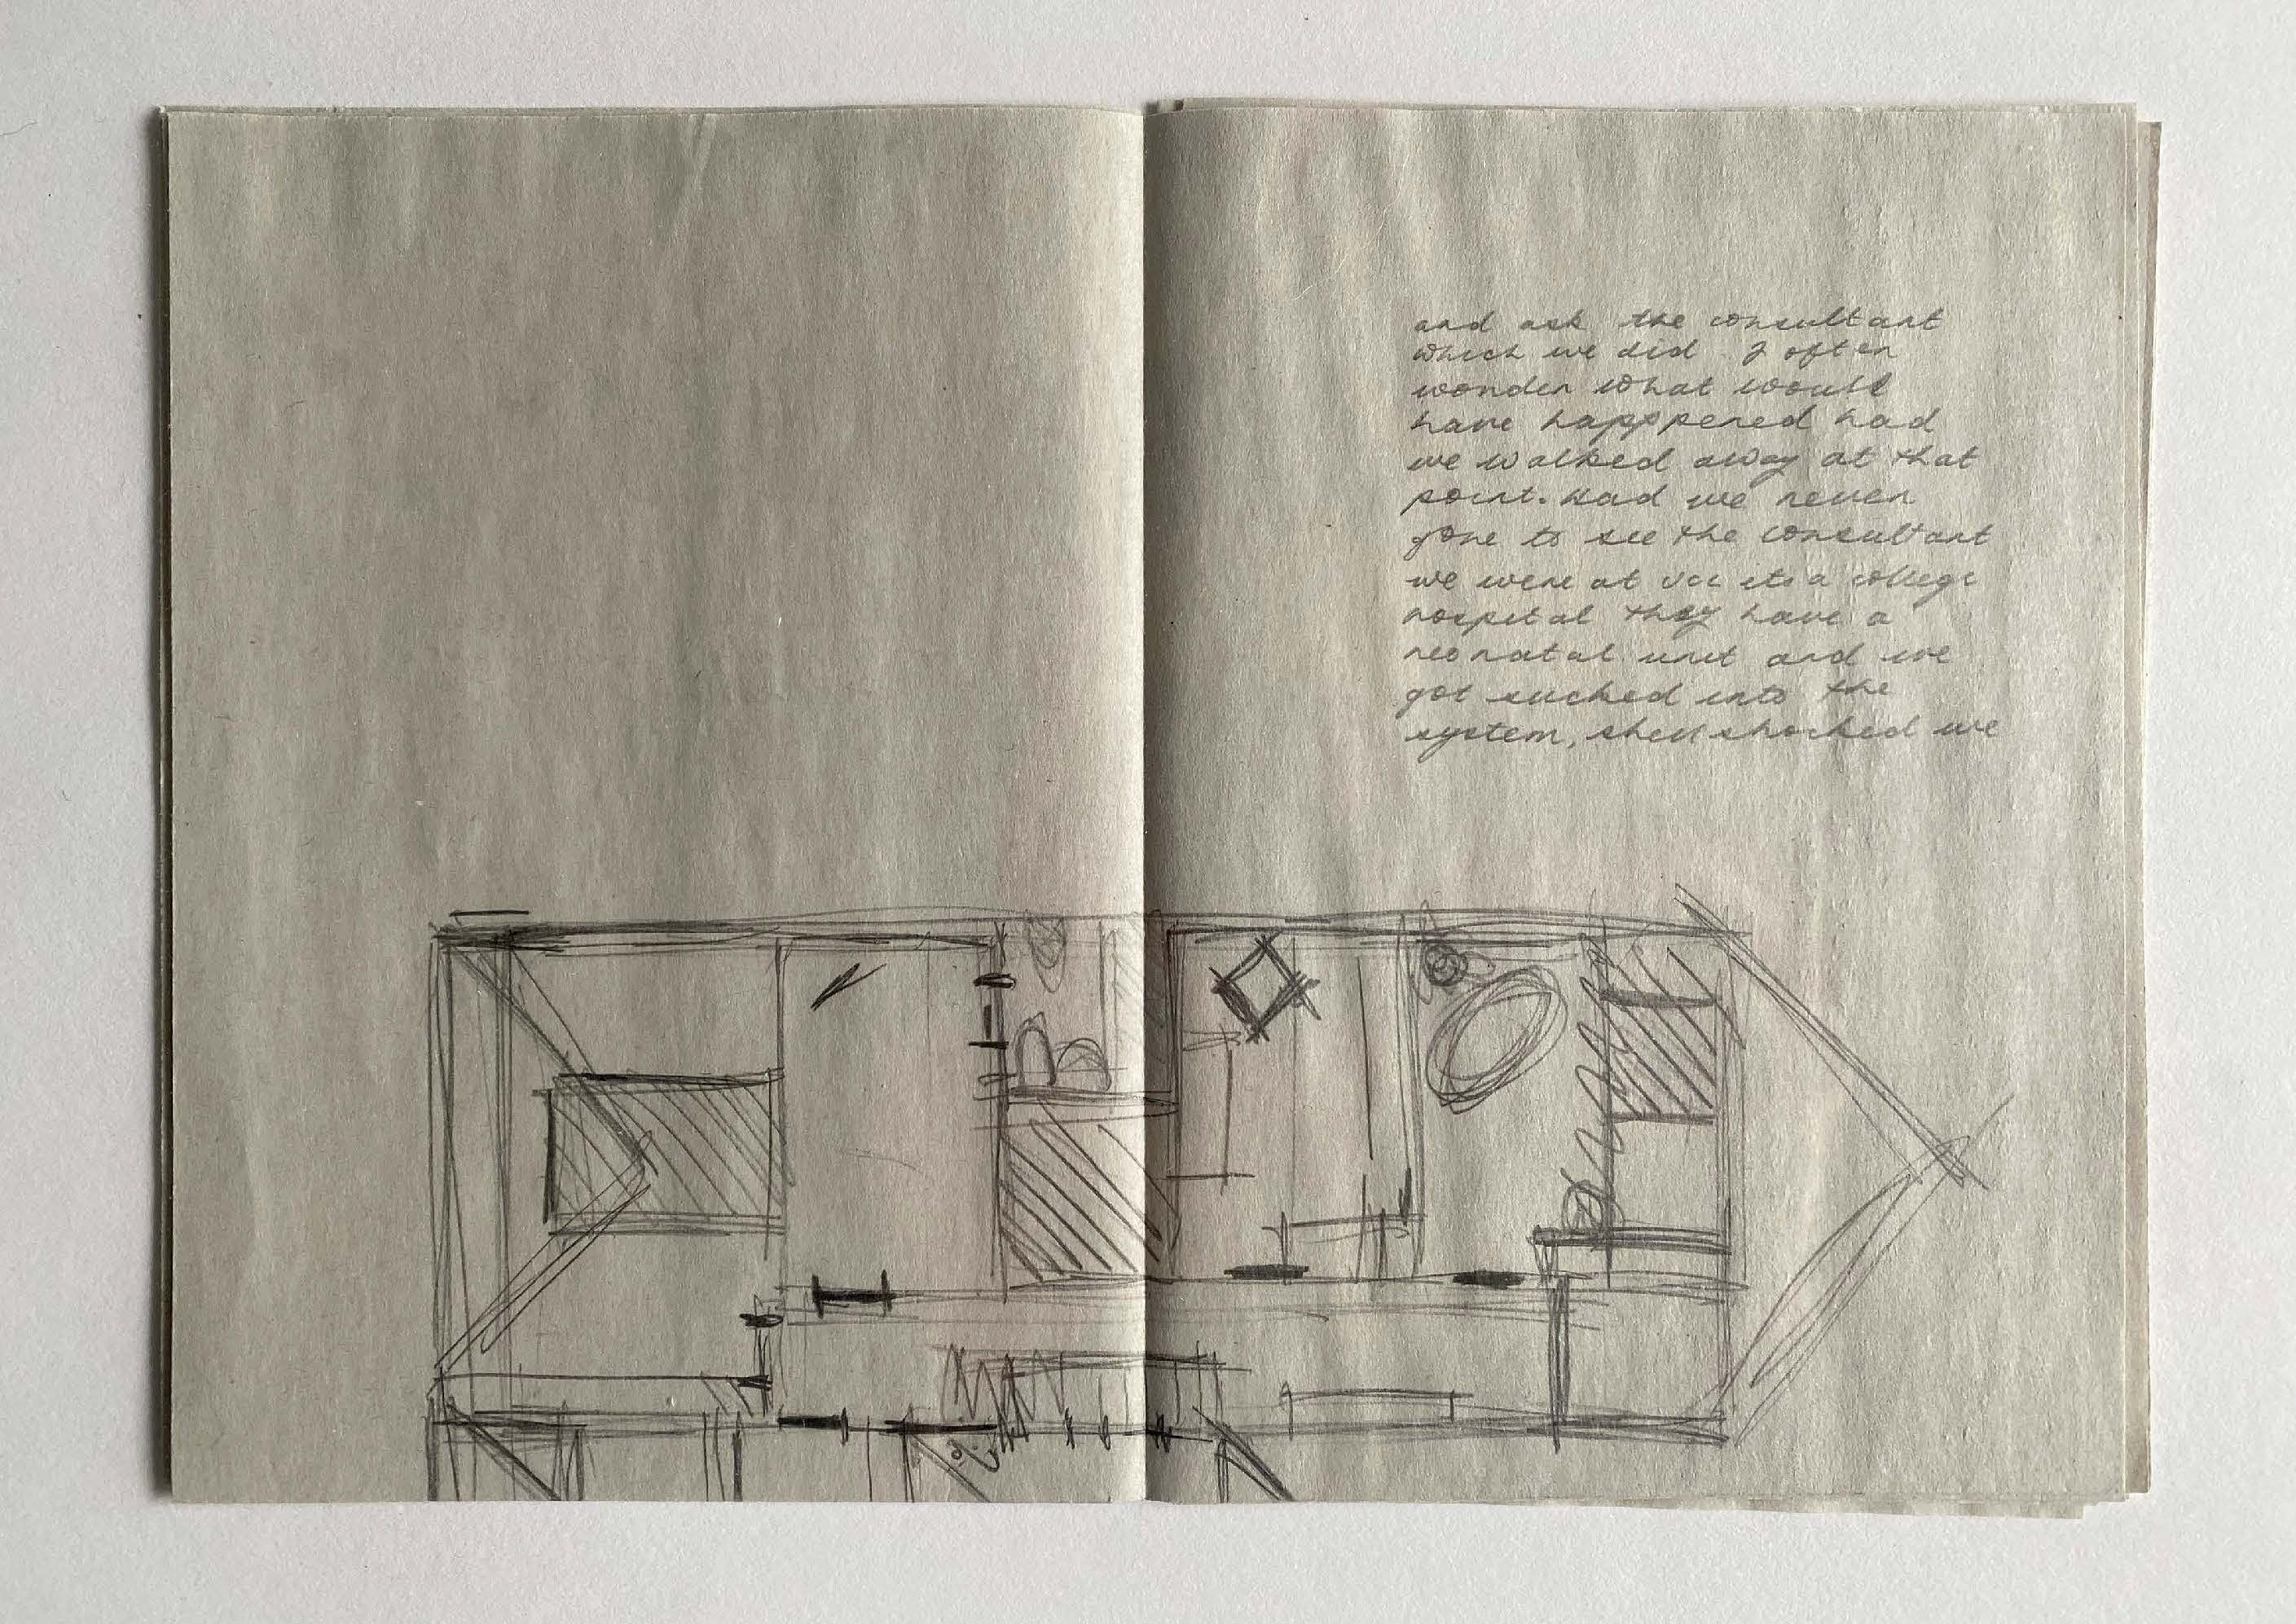 and ask the consultant
which we did. I often
wonder what would
have happpened had
we walked away at that
point. Had we never
gone to see the consultant
we were at its a college
hospital they have a
neonatal unit and we
got sucked into the
system, shell shocked we